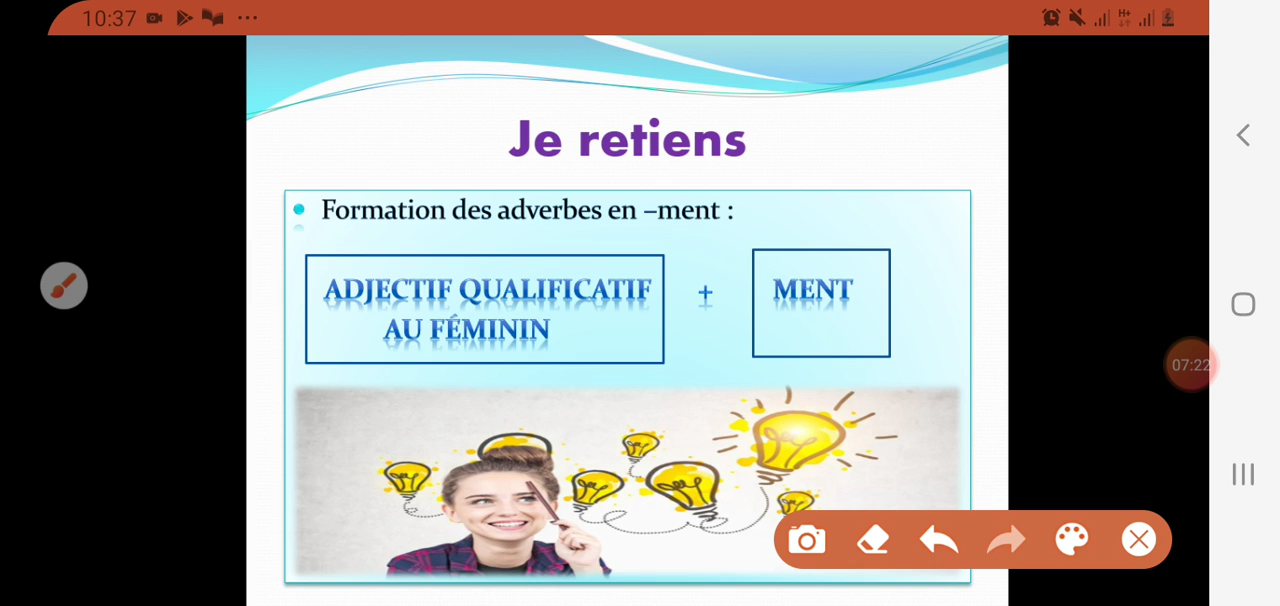 10:37
H+
Je retiens
Formation des adverbes en –ment :
ADJECTIF QUALIFICATIF
AU FÉMININ
+
MENT
07:22